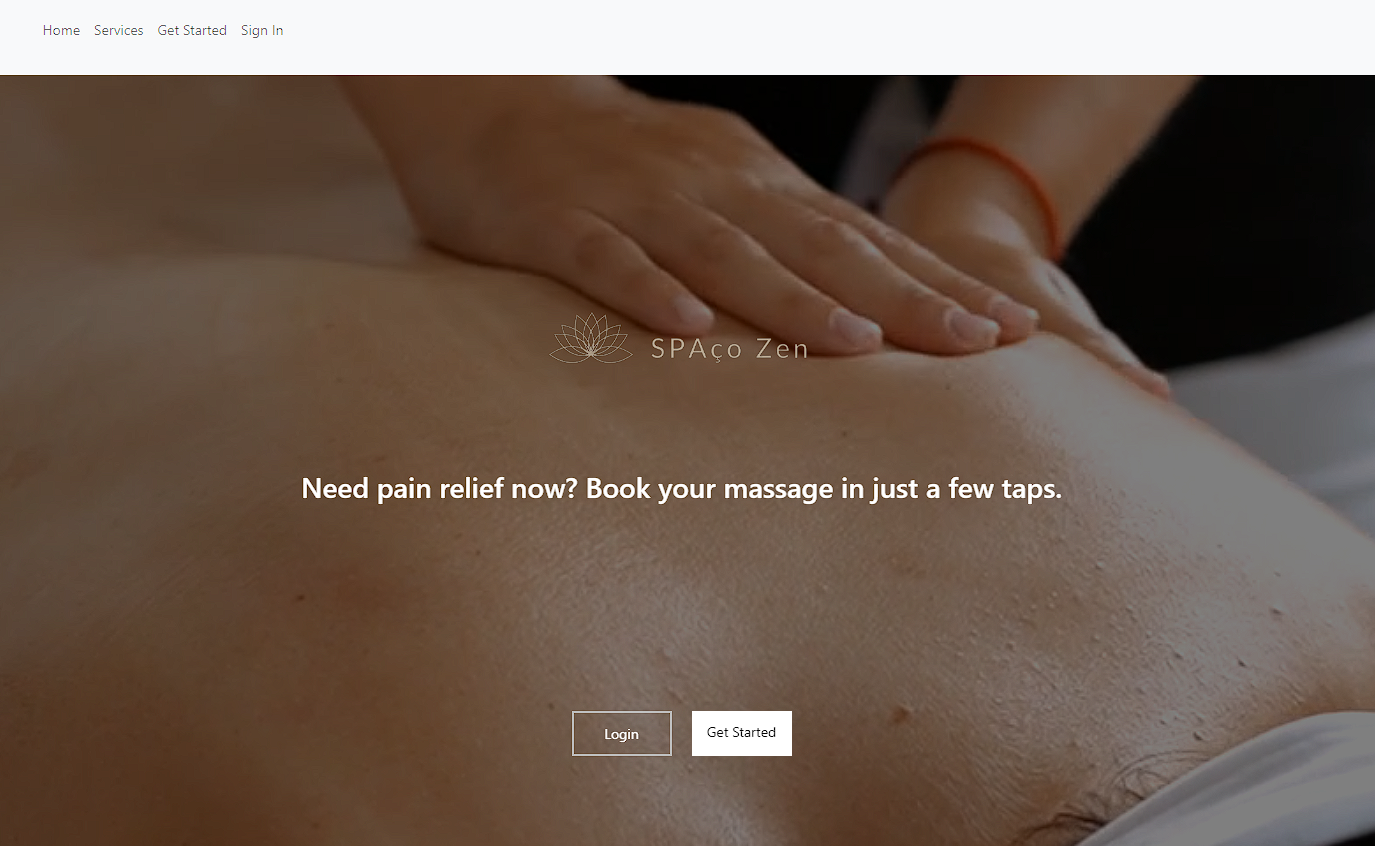 Home Services Get Started Sign In
SPAço Zen
Need pain relief now? Book your massage in just a few taps.
Login Get Started